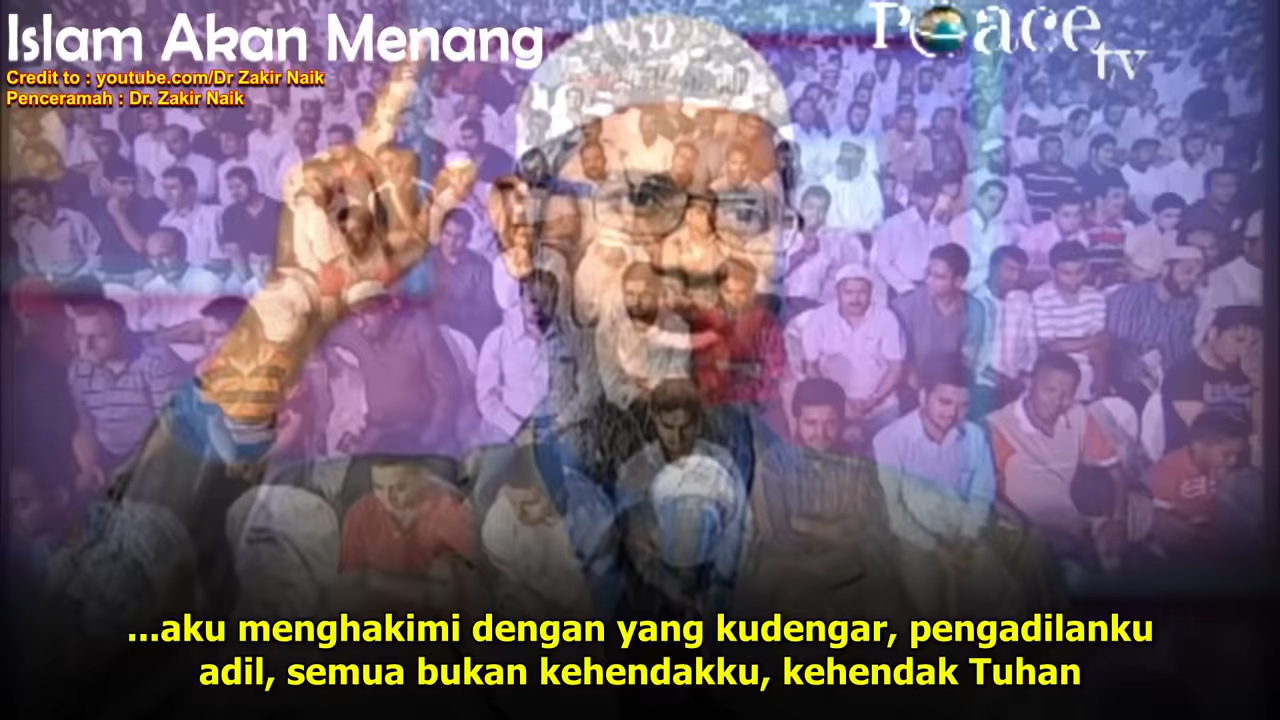 Islam Akan Menang
Peace
tv
Credit to : youtube.com/Dr Zakir Naik
Penceramah : Dr. Zakir Naik
...aku menghakimi dengan yang kudengar, pengadilanku
adil, semua bukan kehendakku, kehendak Tuhan